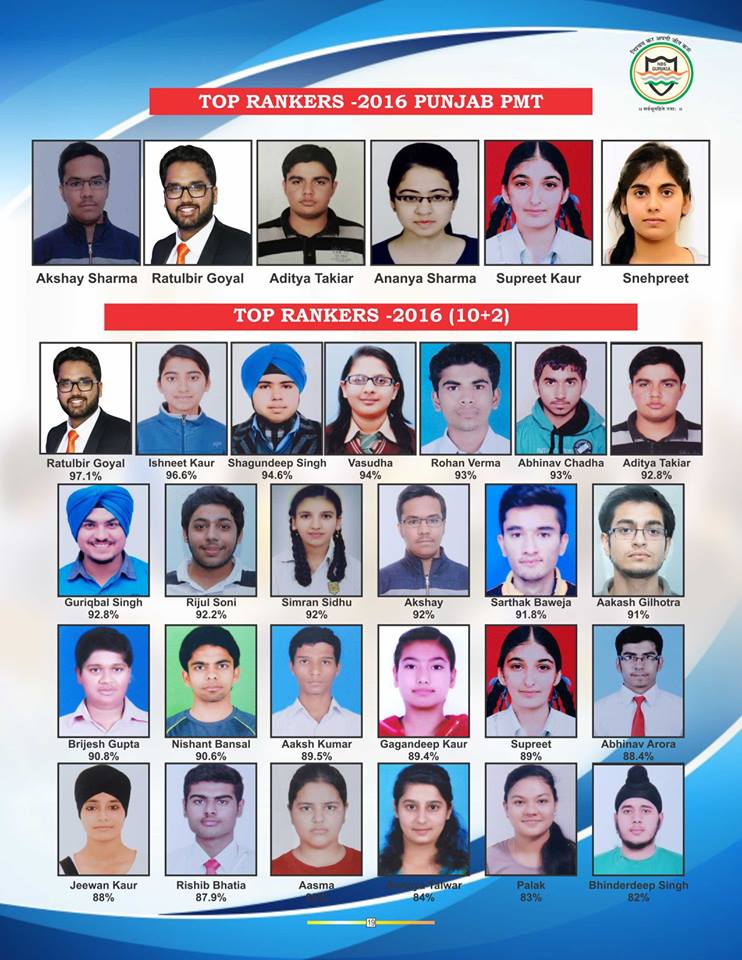 GURUKUL
॥ सर्वभूतहिते रताः ॥
TOP RANKERS -2016 PUNJAB PMT
Akshay Sharma Ratulbir Goyal Aditya Takiar Ananya Sharma Supreet Kaur Snehpreet
TOP RANKERS -2016 (10+2)
Ratulbir Goyal Ishneet Kaur Shagundeep Singh Vasudha Rohan Verma Abhinav Chadha Aditya Takiar
97.1% 96.6% 94.6% 94% 93% 93% 92.8%
Guriqbal Singh Rijul Soni Simran Sidhu Akshay Sarthak Baweja Aakash Gilhotra
92.8% 92.2% 92% 92% 91.8% 91%
Brijesh Gupta Nishant Bansal Aaksh Kumar Gagandeep Kaur Supreet Abhinav Arora
90.8% 90.6% 89.5% 89.4% 89% 88.4%
Jeewan Kaur Rishib Bhatia Aasma Talwar Palak Bhinderdeep Singh
88% 87.9% 84% 83% 82%